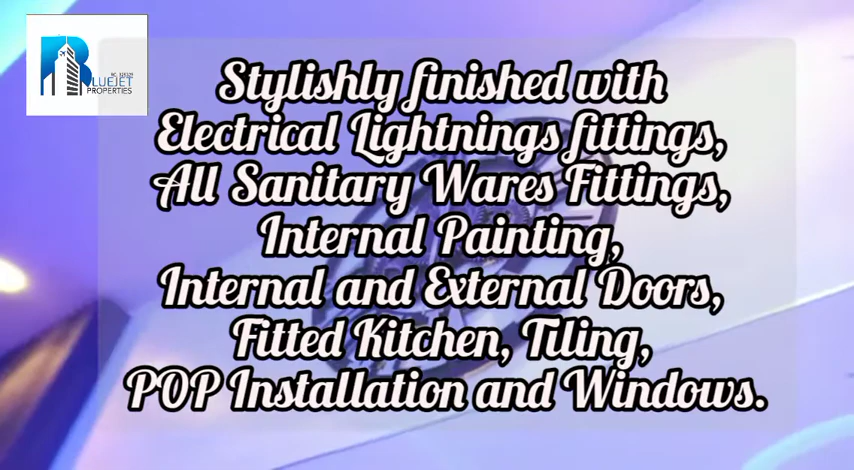 BLUEJET
PROPERTIES
Stylishly finished with
Electrical Lightnings fittings,
All Sanitary Wares Fittings,
Internal Painting,
Internal and External Doors,
Fitted Kitchen, Tiling,
POP Installation and Windows.